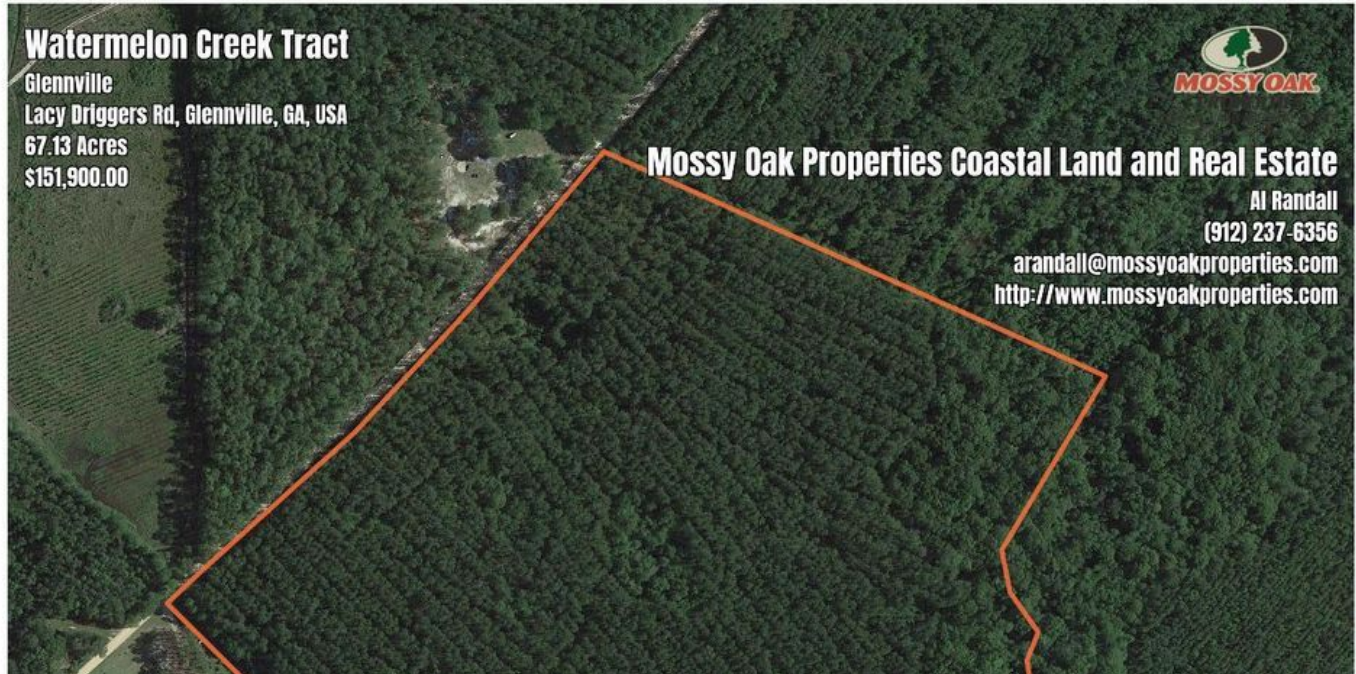 Watermelon Creek Tract
Glennville
Lacy Driggers Rd, Glennville, GA, USA
67.13 Acres
$151,900.00
MOSSY OAK
Mossy Oak Properties Coastal Land and Real Estate
Al Randall
(912) 237-6356
arandall@mossyoakproperties.com
http://www.mossyoakproperties.com